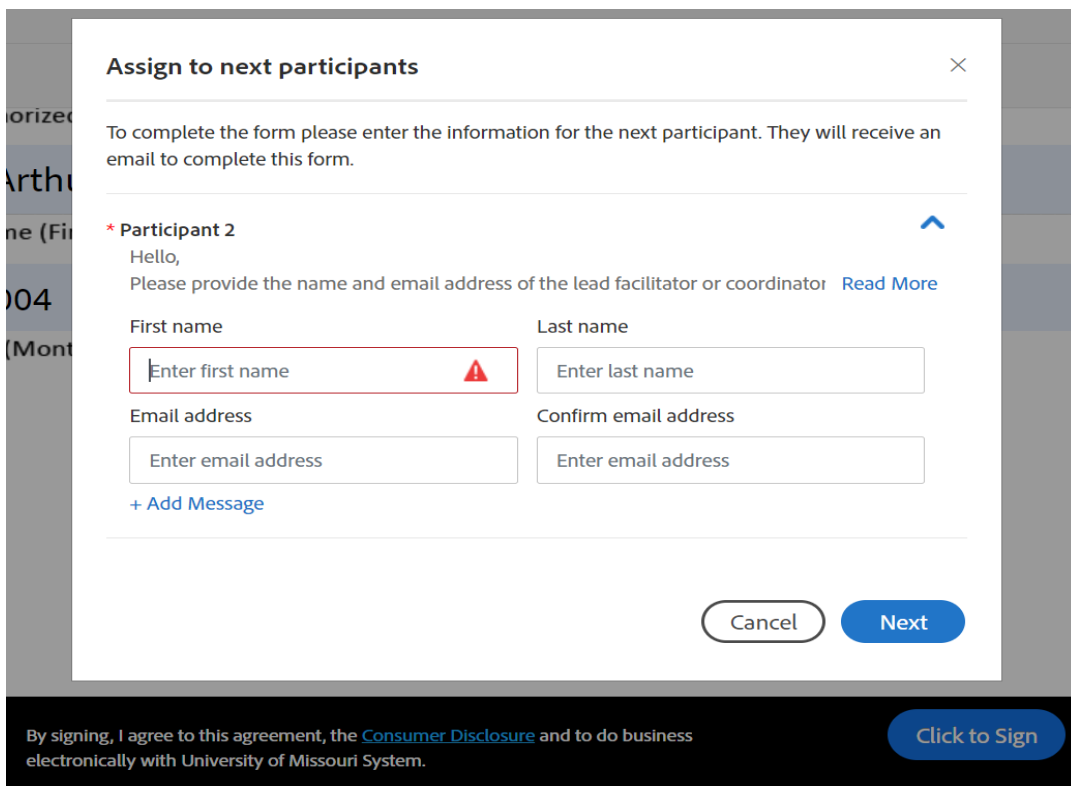 Assign to next participants
To complete the form please enter the information for the next participant. They will receive an
email to complete this form.
* Participant 2
Hello,
Please provide the name and email address of the lead facilitator or coordinator Read More
First name Last name
Enter first name Enter last name
Email address Confirm email address
Enter email address Enter email address
+ Add Message
Cancel Next
By signing, I agree to this agreement, the Consumer Disclosure and to do business
electronically with University of Missouri System.
Click to Sign
004
(Mont